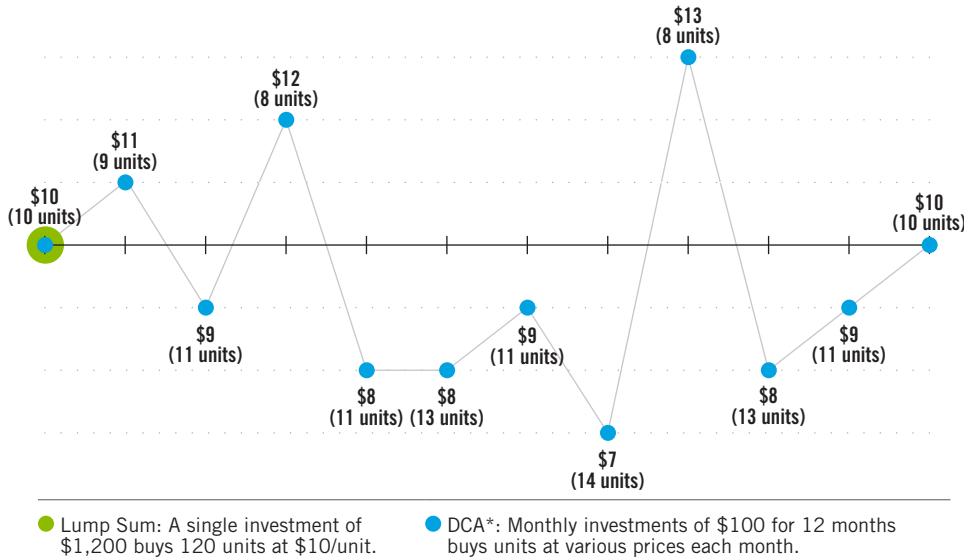 $10
(10 units)
$11
(9 units)
$9
(11 units)
$12
(8 units)
$8
(11 units)
$8
(13 units)
$9
(11 units)
$7
(14 units)
$13
(8 units)
$8
(13 units)
$9
(11 units)
$10
(10 units)
Lump Sum: A single investment of
$1,200 buys 120 units at $10/unit.
DCA*: Monthly investments of $100 for 12 months
buys units at various prices each month.